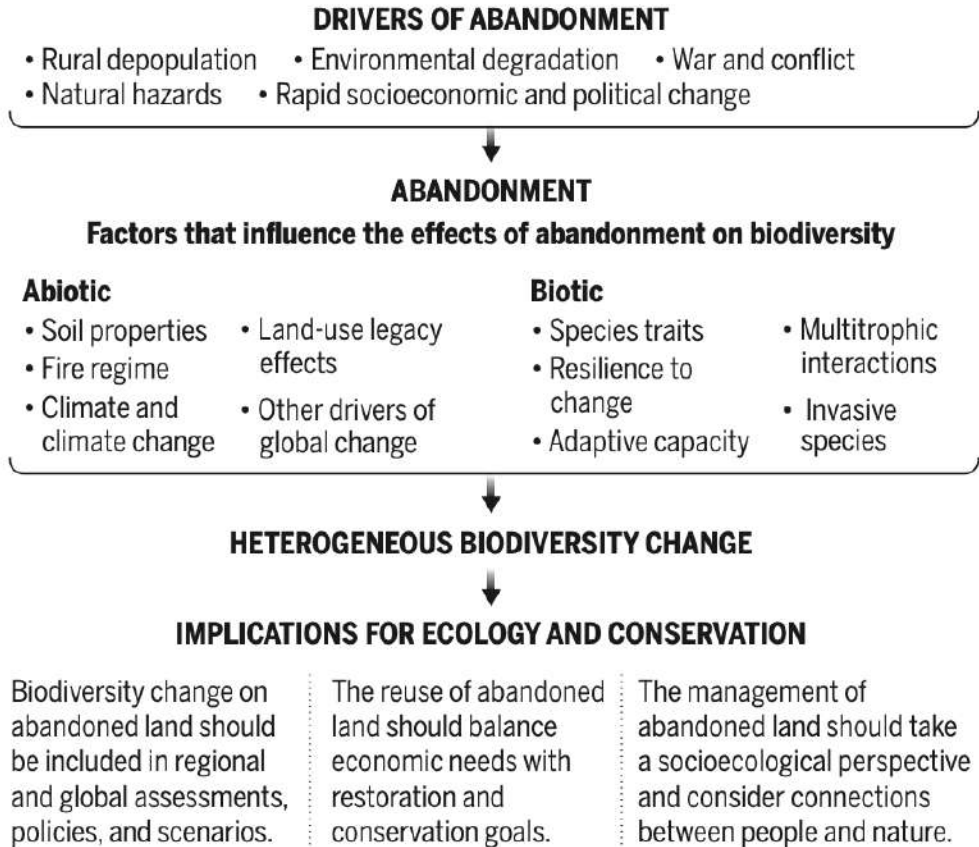 DRIVERS OF ABANDONMENT
• Rural depopulation • Environmental degradation • War and conflict
• Natural hazards • Rapid socioeconomic and political change
ABANDONMENT
Factors that influence the effects of abandonment on biodiversity
Abiotic
• Soil properties
• Fire regime
• Climate and
climate change
• Land-use legacy
effects
• Other drivers of
global change
Biotic
• Species traits
• Resilience to
change
• Adaptive capacity
• Multitrophic
interactions
• Invasive
species
HETEROGENEOUS BIODIVERSITY CHANGE
IMPLICATIONS FOR ECOLOGY AND CONSERVATION
Biodiversity change on
abandoned land should
be included in regional
and global assessments,
policies, and scenarios.
The reuse of abandoned
land should balance
economic needs with
restoration and
conservation goals.
The management of
abandoned land should take
a socioecological perspective
and consider connections
between people and nature.